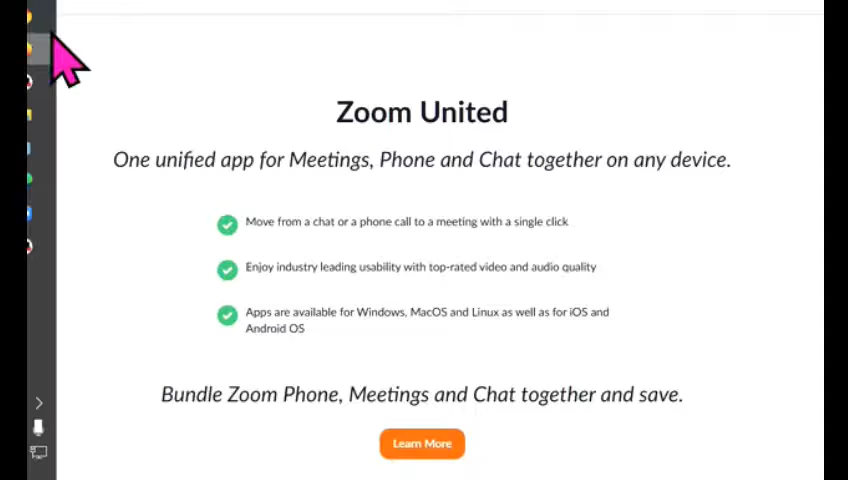 Zoom United
One unified app for Meetings, Phone and Chat together on any device.
Move from a chat or a phone call to a meeting with a single click
Enjoy industry leading usability with top-rated video and audio quality
Apps are available for Windows, MacOS and Linux as well as for iOS and
Android OS
Bundle Zoom Phone, Meetings and Chat together and save.
Learn More